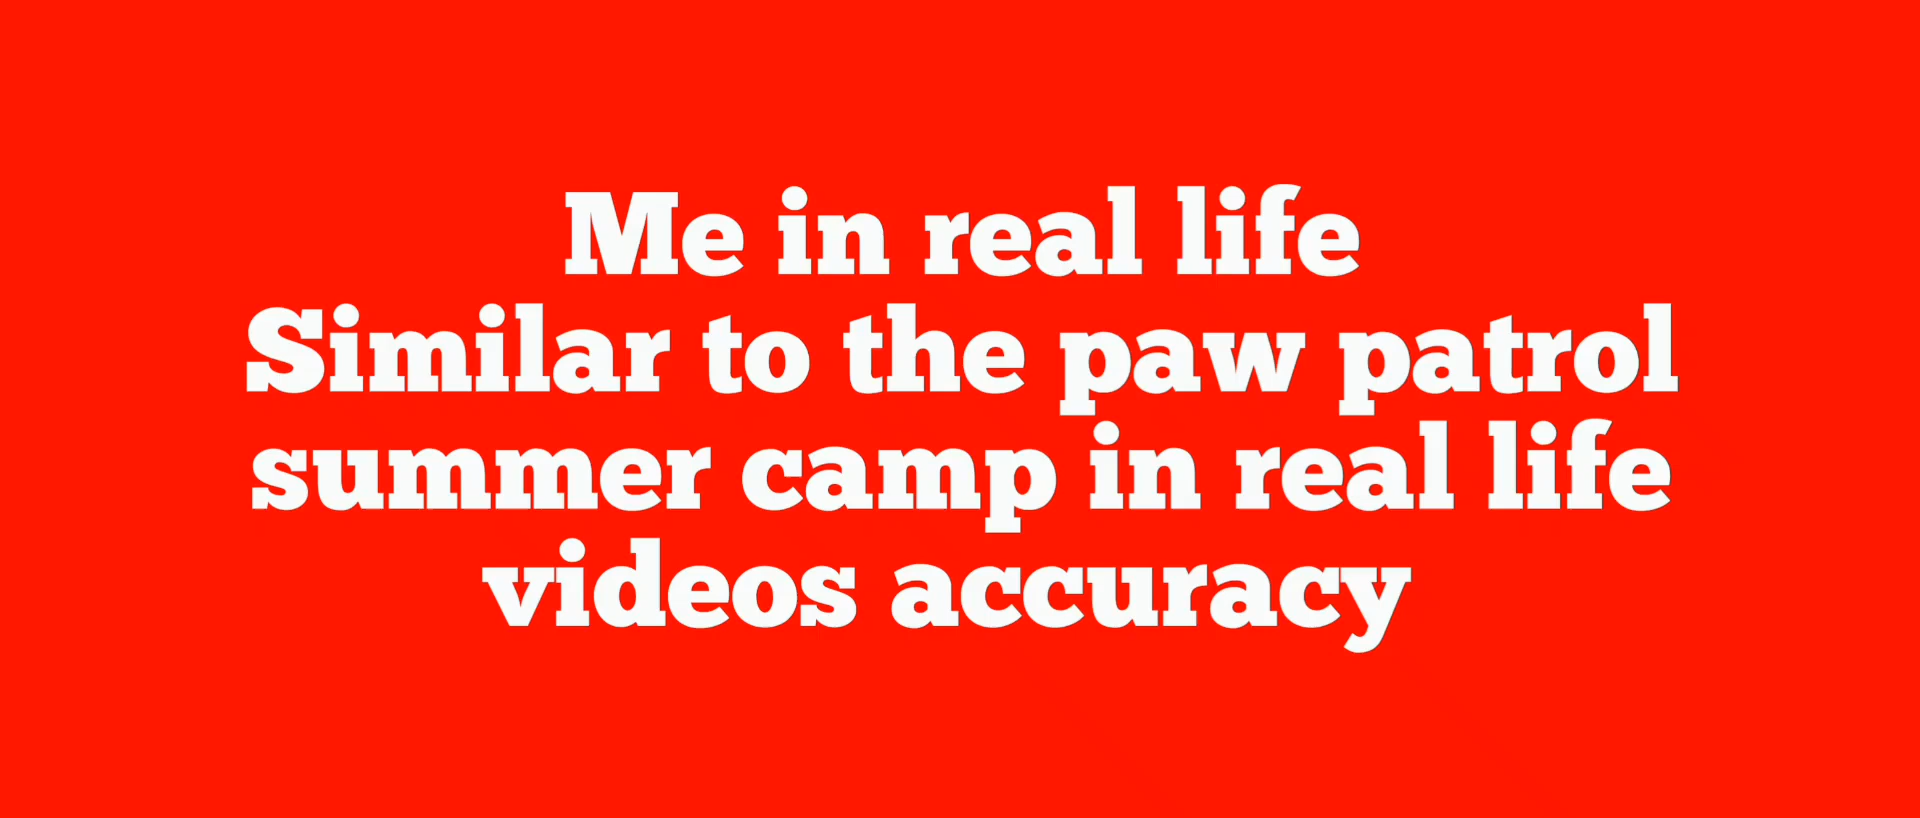 Me in real life
Similar to the paw patrol
summer camp in real life
videos accuracy